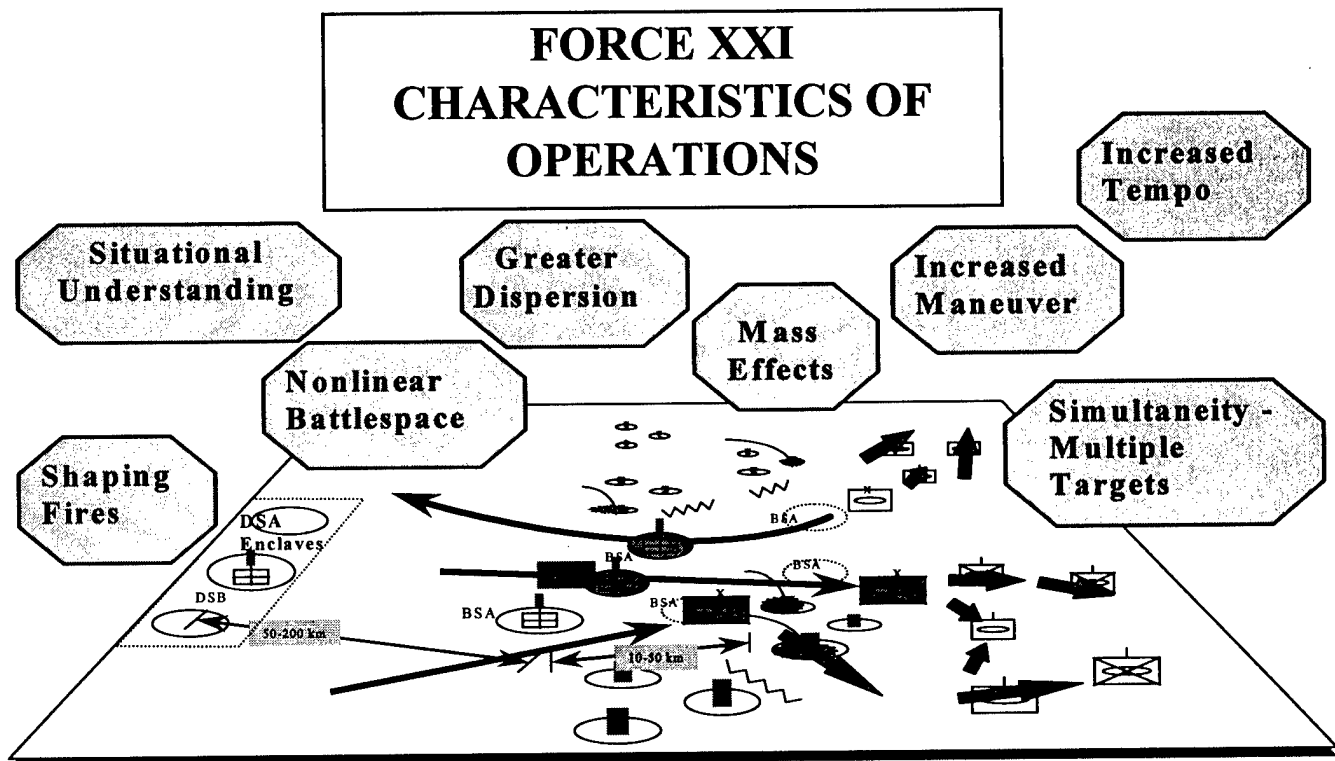 FORCE XXI
CHARACTERISTICS OF
OPERATIONS
Increased
Tempo
Situational
Understanding
Greater
Dispersion
Increased
Maneuver
Mass
Effects
Nonlinear
Battlespace
Simultaneity -
Multiple
Targets
Shaping
Fires
DSA
Enclaves
DSB
BSA
BSA
BSA
BSA
BSA
50-200 km
10-50 km
X
X
X